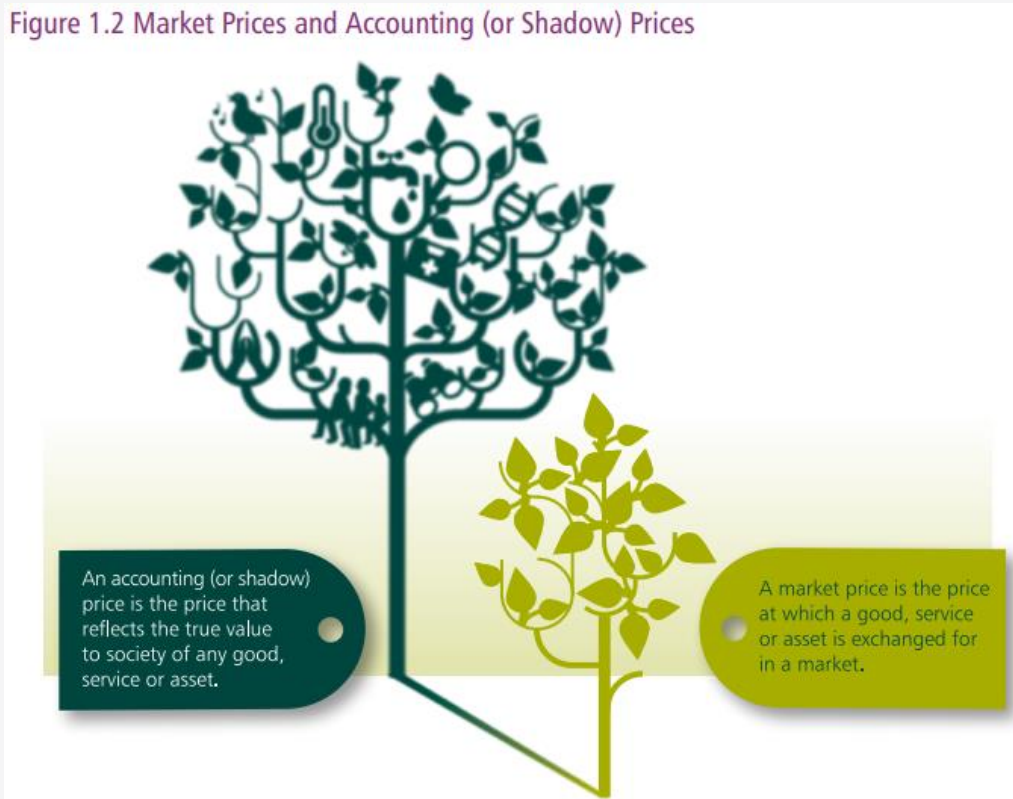 Figure 1.2 Market Prices and Accounting (or Shadow) Prices
An accounting (or shadow)
price is the price that
reflects the true value
to society of any good,
service or asset.
A market price is the price
at which a good, service
or asset is exchanged for
in a market.